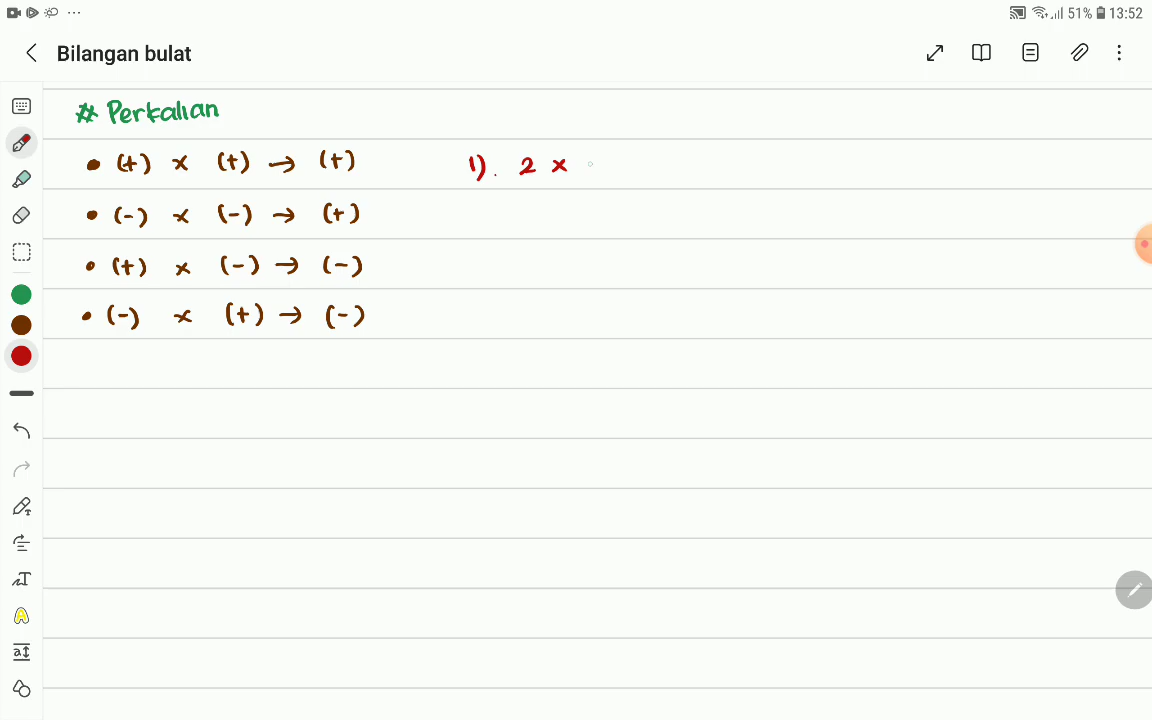 51% 13:52
Bilangan bulat
# Perkalian
• (+) x (+) → (+)
1). 2 x
• (-) x (-) → (+)
• (+) x (-) → (-)
• (-) x (+) → (-)